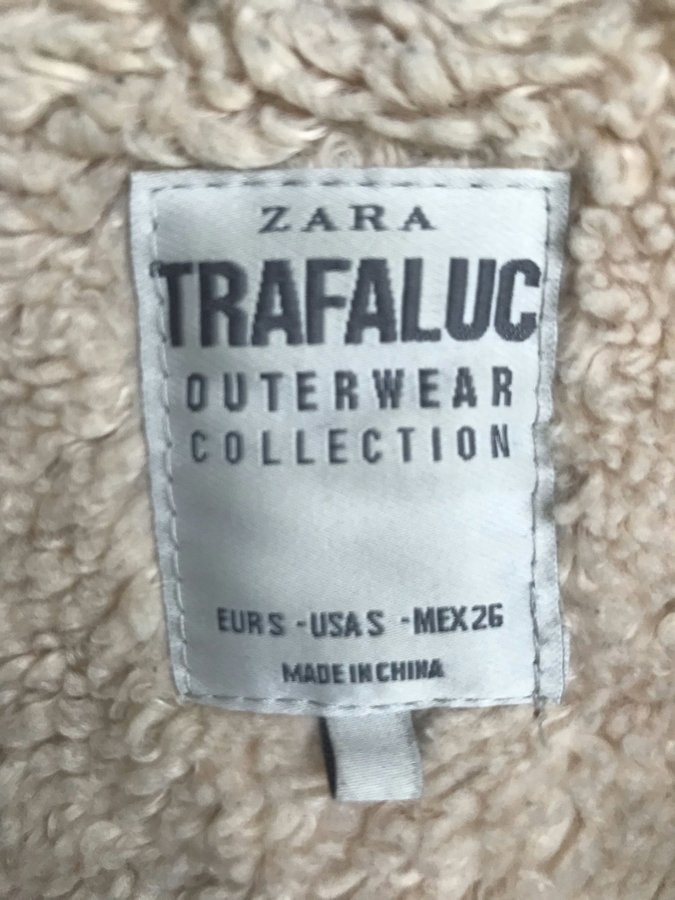 ZARA
TRAFALUC
OUTERWEAR
COLLECTION
EUR S - USA S - MEX 26
MADE IN CHINA